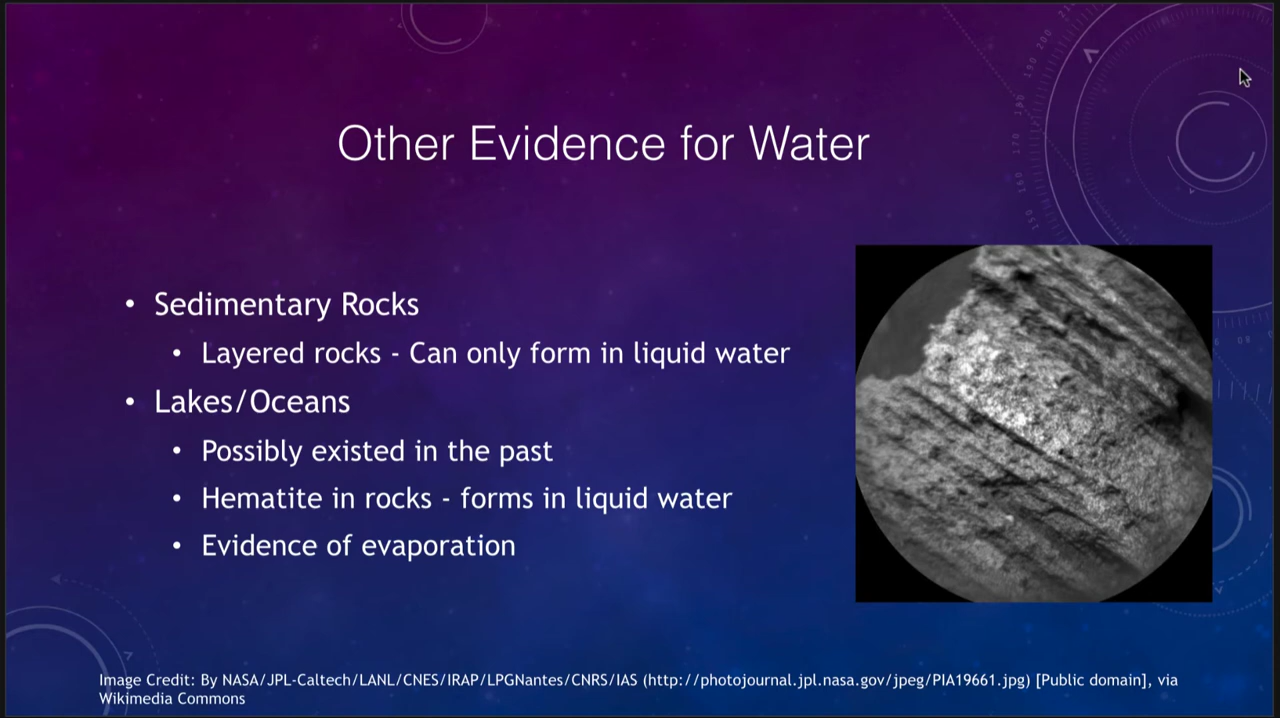 Other Evidence for Water
• Sedimentary Rocks
• Layered rocks - Can only form in liquid water
• Lakes/Oceans
• Possibly existed in the past
• Hematite in rocks - forms in liquid water
• Evidence of evaporation
Image Credit: By NASA/JPL-Caltech/LANL/CNES/IRAP/LPGNantes/CNRS/IAS (http://photojournal.jpl.nasa.gov/jpeg/PIA19661.jpg) [Public domain], via
Wikimedia Commons